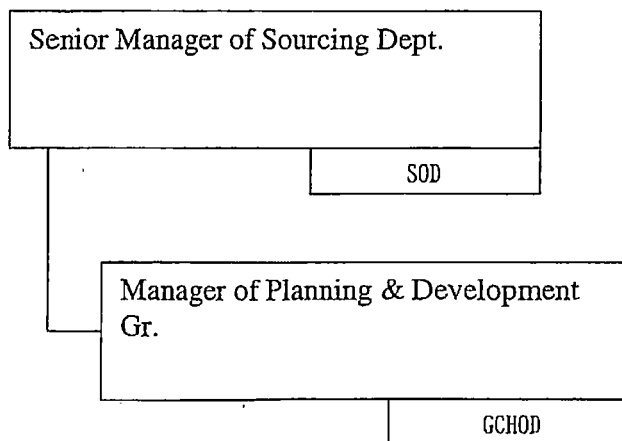 Senior Manager of Sourcing Dept.
SOD
Manager of Planning & Development
Gr.
GCHOD